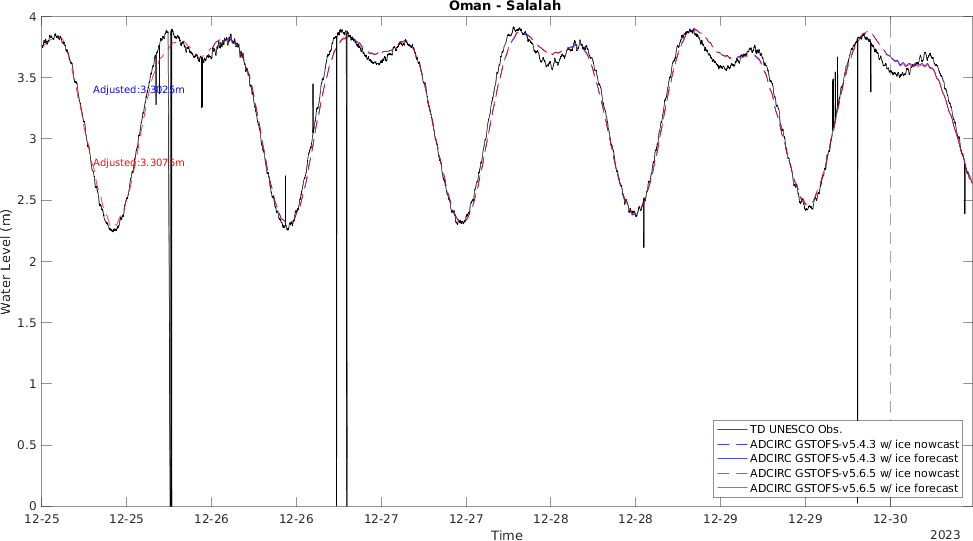 Oman - Salalah
4
3.5
3
2.5
2
1.5
1
0.5
0
Water Level (m)
Adjusted:3.3025m
Adjusted:3.3075m
TD UNESCO Obs.
ADCIRC GSTOFS-v5.4.3 w/ ice nowcast
ADCIRC GSTOFS-v5.4.3 w/ ice forecast
ADCIRC GSTOFS-v5.6.5 w/ ice nowcast
ADCIRC GSTOFS-v5.6.5 w/ ice forecast
12-25 12-25 12-26 12-26 12-27 12-27 12-28 12-28 12-29 12-29 12-30
Time
2023